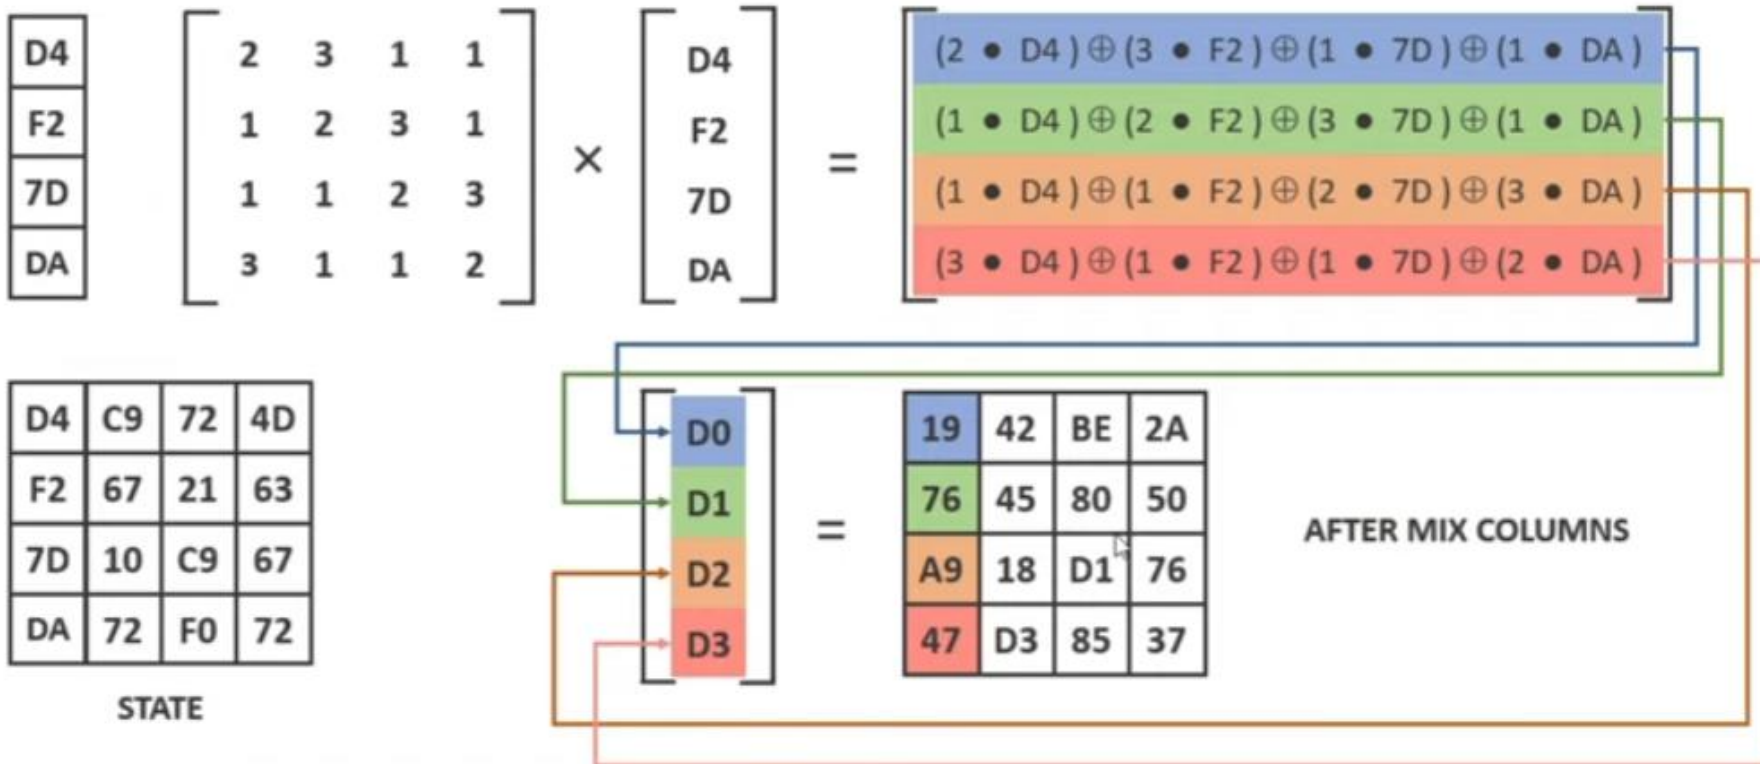 D4
F2
7D
DA
2 3 1 1
1 2 3 1
1 1 2 3
3 1 1 2
×
D4
F2
7D
DA
=
(2 ● D4 ) ⊕ (3 ● F2 ) ⊕ (1 ● 7D ) ⊕ (1 ● DA )
(1 ● D4 ) ⊕ (2 ● F2 ) ⊕ (3 ● 7D ) ⊕ (1 ● DA )
(1 ● D4 ) ⊕ (1 ● F2 ) ⊕ (2 ● 7D ) ⊕ (3 ● DA )
(3 ● D4 ) ⊕ (1 ● F2 ) ⊕ (1 ● 7D ) ⊕ (2 ● DA )
D4 C9 72 4D
F2 67 21 63
7D 10 C9 67
DA 72 F0 72
STATE
D0
D1
D2
D3
=
19 42 BE 2A
76 45 80 50
A9 18 D1 76
47 D3 85 37
AFTER MIX COLUMNS